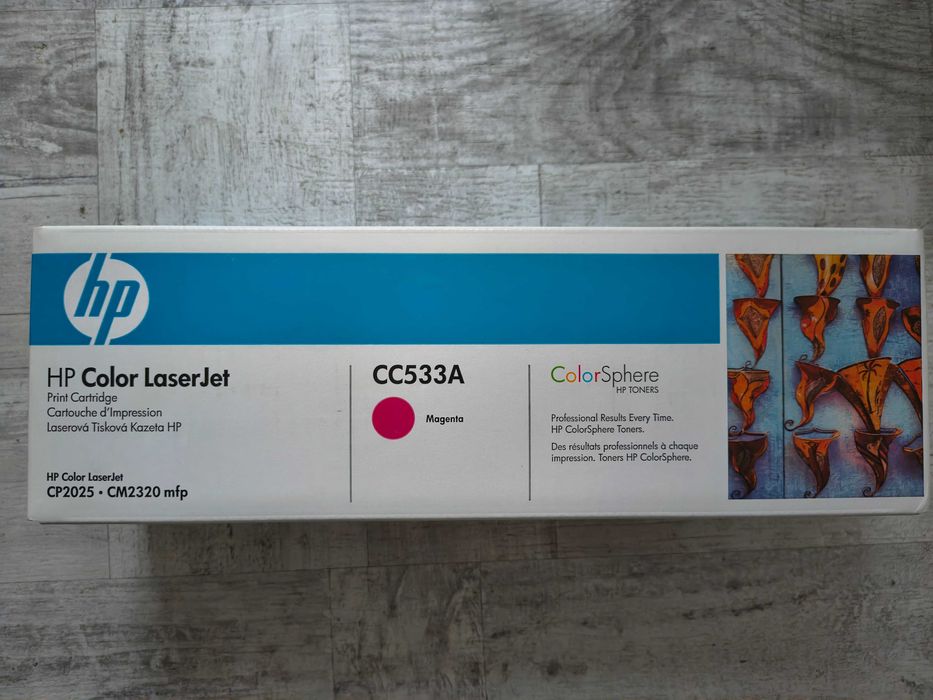 hp
HP Color LaserJet
Print Cartridge
Cartouche d'Impression
Laserová Tisková Kazeta HP
HP Color LaserJet
CP2025 • CM2320 mfp
CC533A
Magenta
ColorSphere
HP TONERS
Professional Results Every Time.
HP ColorSphere Toners.
Des résultats professionnels à chaque
impression. Toners HP ColorSphere.